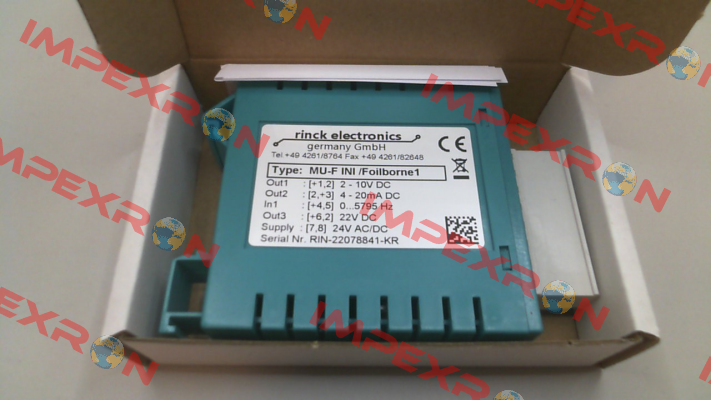 rinck electronics
germany GmbH
Tel.+49 4261/8764 Fax +49 4261/82648
Type: MU-F INI /Foilborne1
Out1 : [+1,2] 2 - 10V DC
Out2 : [2,+3] 4 - 20mA DC
In1 : [+4,5] 0...5795 Hz
Out3 : [+6,2] 22V DC
Supply : [7,8] 24V AC/DC
Serial Nr. RIN-22078841-KR
CE
IMPEXRON
IMPEXRON
IMPEXRON
IMPEXRON
IMPEXRON
IMPEXRON